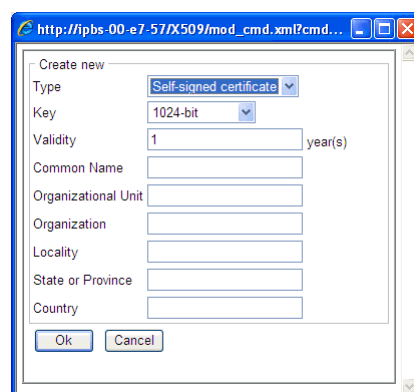 http://ipbs-00-e7-57/X509/mod_cmd.xml?cmd...
Create new
Type Self-signed certificate
Key 1024-bit
Validity 1 year(s)
Common Name
Organizational Unit
Organization
Locality
State or Province
Country
Ok Cancel